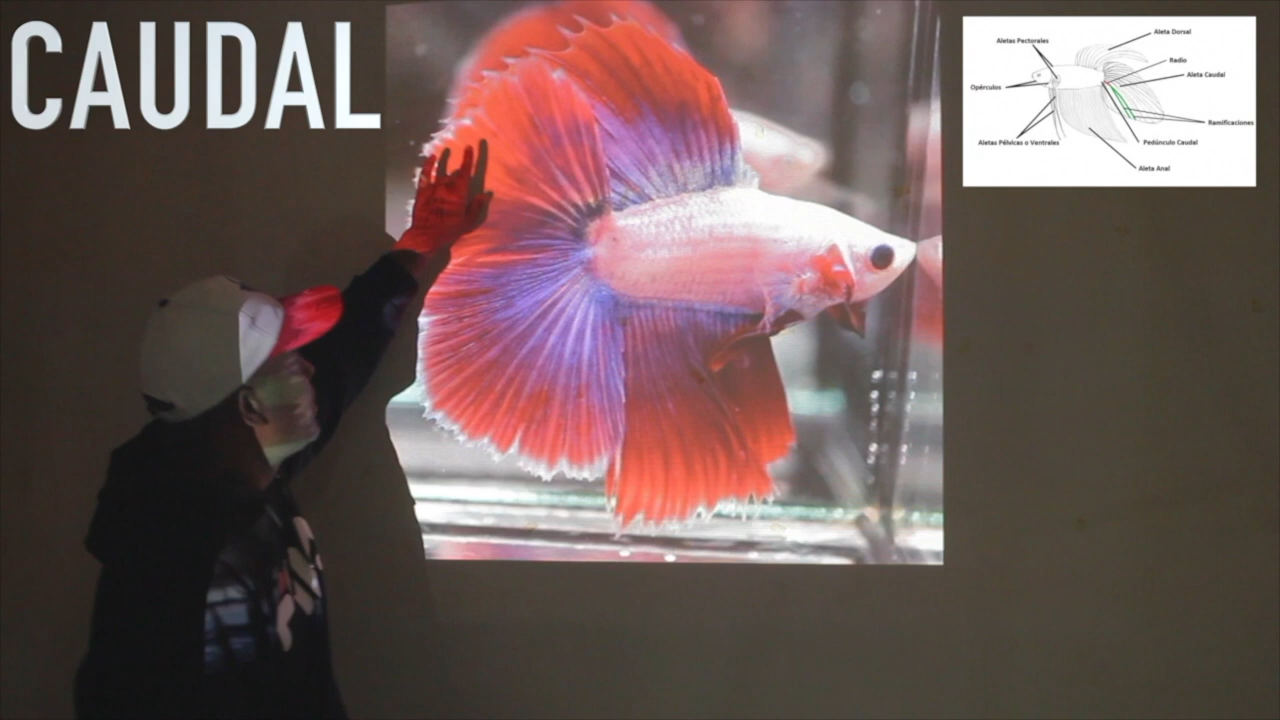 CAUDAL
Aleta Dorsal
Aletas Pectorales
Radio
Aleta Caudal
Opérculos
Ramificaciones
Aletas Pélvicas o Ventrales
Pedúnculo Caudal
Aleta Anal